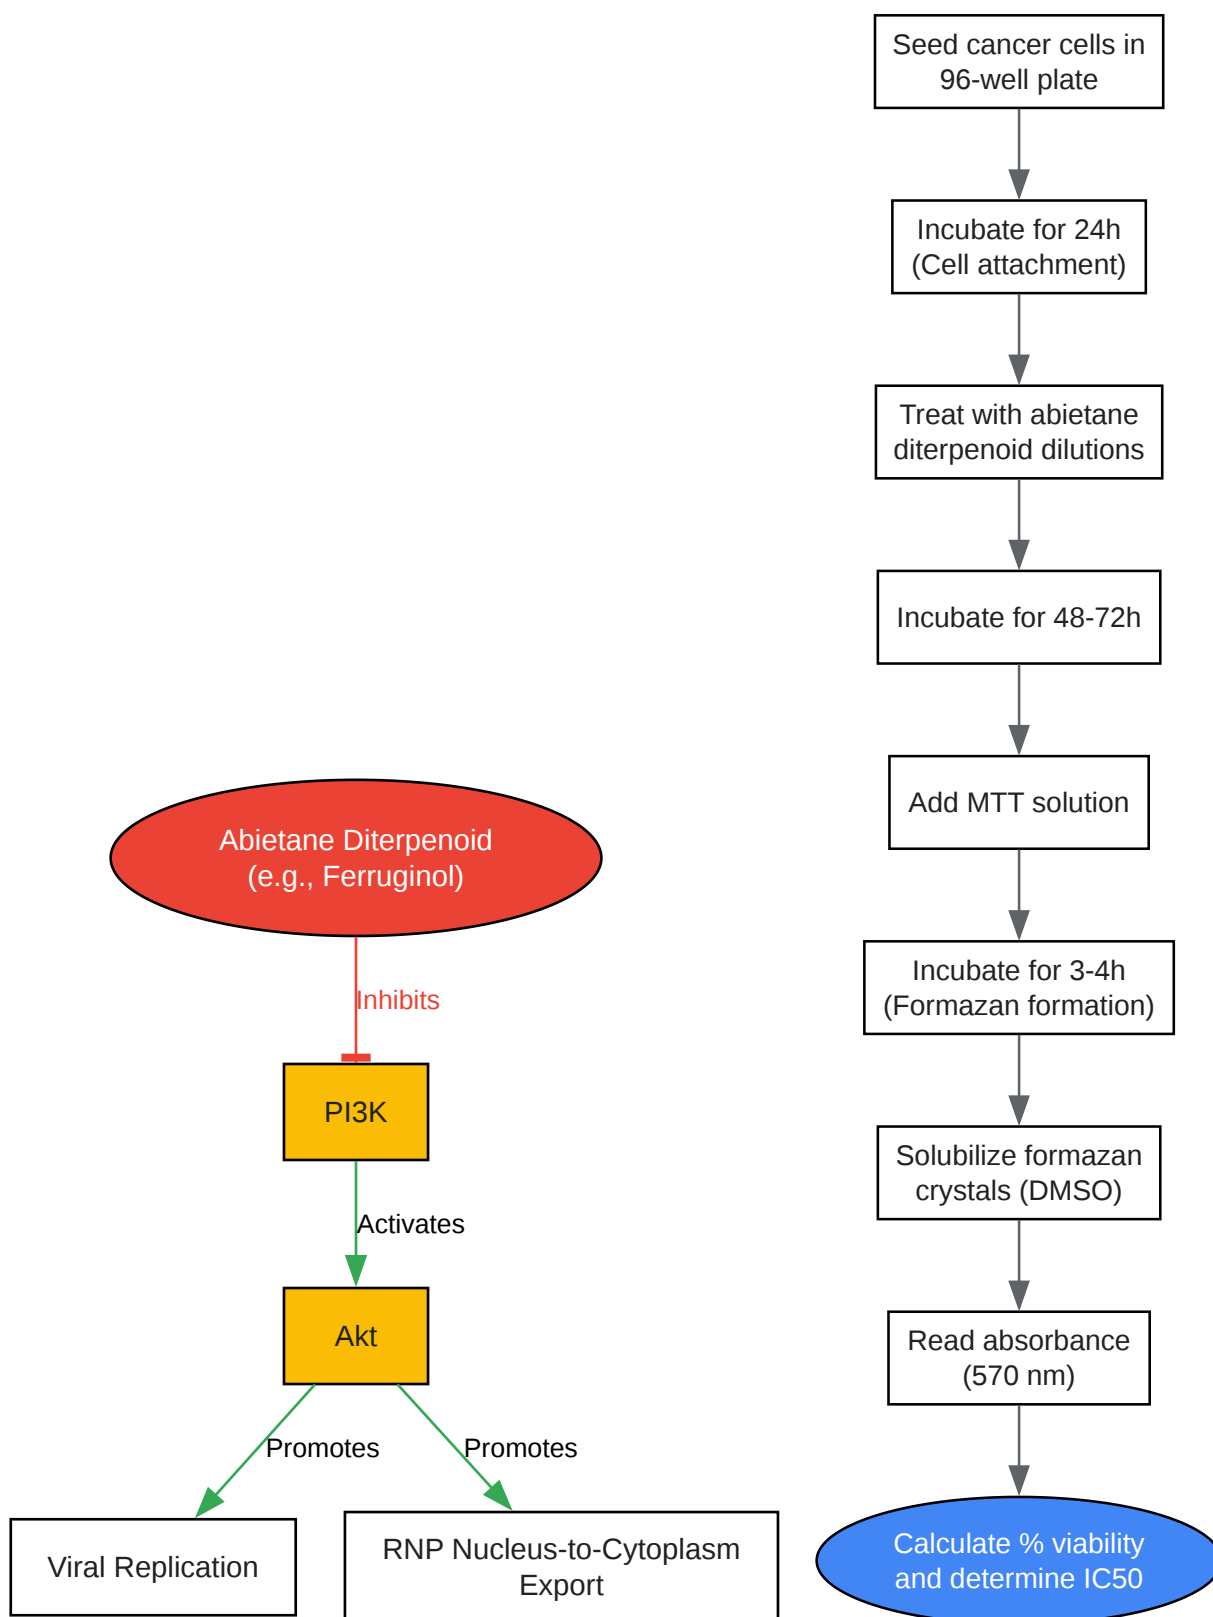 Seed cancer cells in
96-well plate
Incubate for 24h
(Cell attachment)
Treat with abietane
diterpenoid dilutions
Incubate for 48-72h
Add MTT solution
Incubate for 3-4h
(Formazan formation)
Solubilize formazan
crystals (DMSO)
Read absorbance
(570 nm)
Calculate % viability
and determine IC50
Abietane Diterpenoid
(e.g., Ferruginol)
Inhibits
PI3K
Activates
Akt
Promotes
Promotes
Viral Replication
RNP Nucleus-to-Cytoplasm
Export